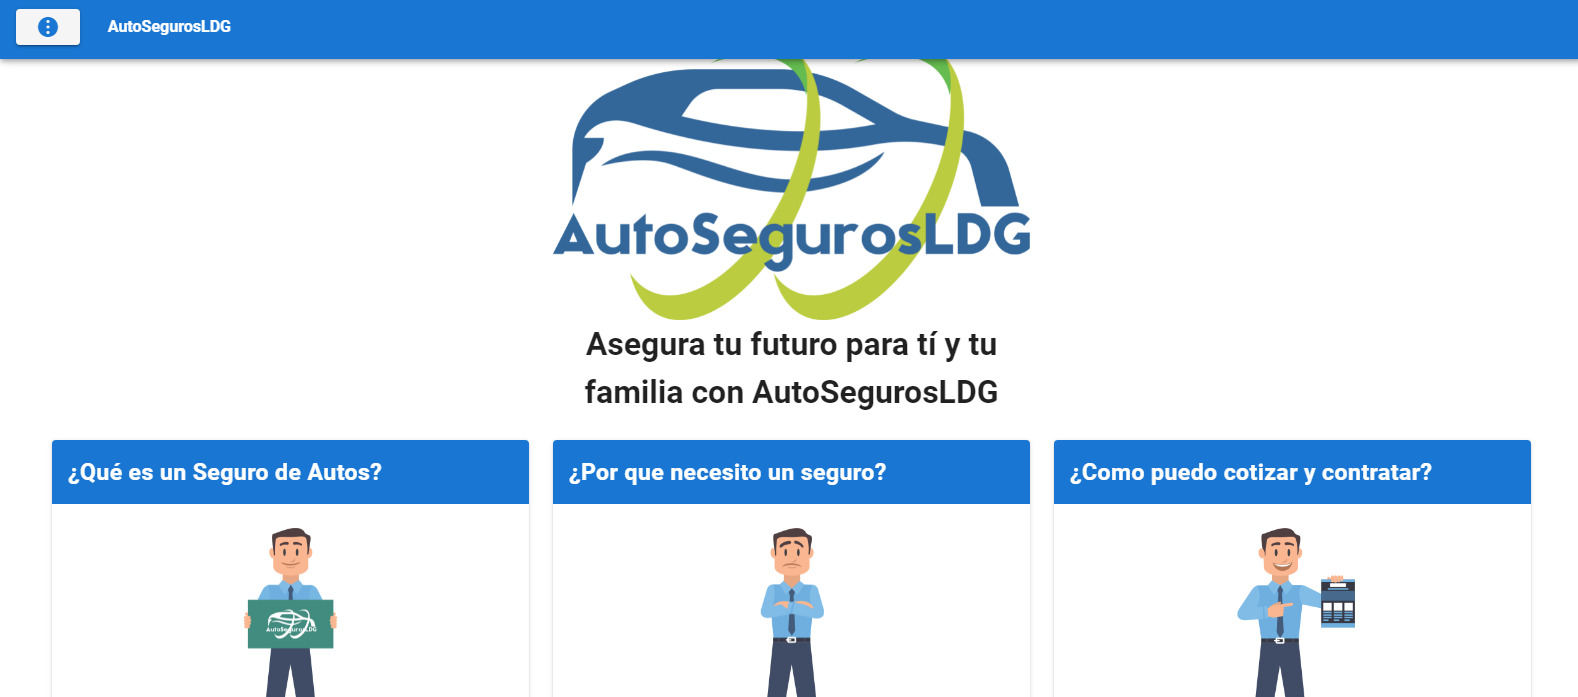 AutoSegurosLDG
AutoSegurosLDG
Asegura tu futuro para tí y tu
familia con AutoSegurosLDG
¿Qué es un Seguro de Autos?
¿Por que necesito un seguro?
¿Como puedo cotizar y contratar?
AutoSegurosLDG